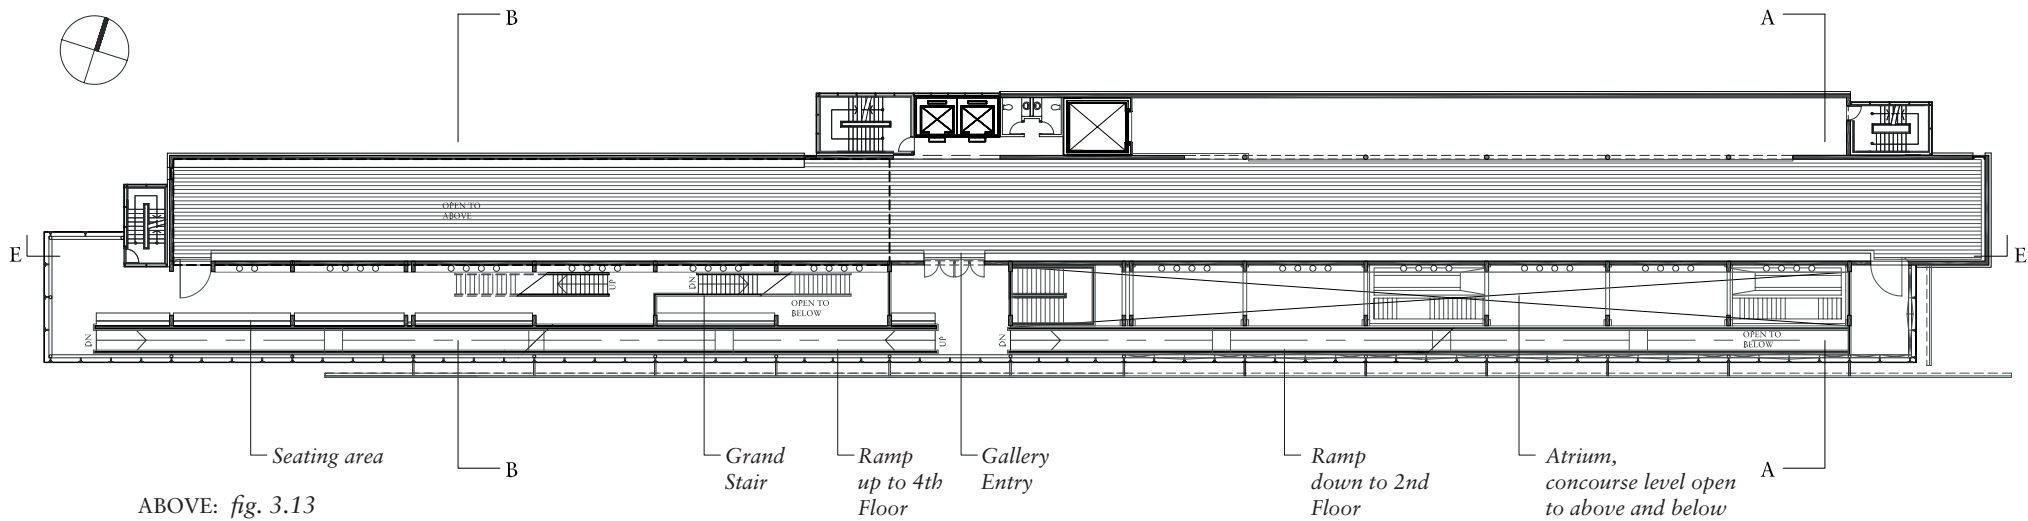 B
A
OPEN TO
ABOVE
E
E
DN
UP
OPEN TO
BELOW
DN
UP
DN
OPEN TO
BELOW
Seating area
B
Grand
Stair
Ramp
up to 4th
Floor
Gallery
Entry
Ramp
down to 2nd
Floor
Atrium,
concourse level open
to above and below
A
ABOVE: fig. 3.13